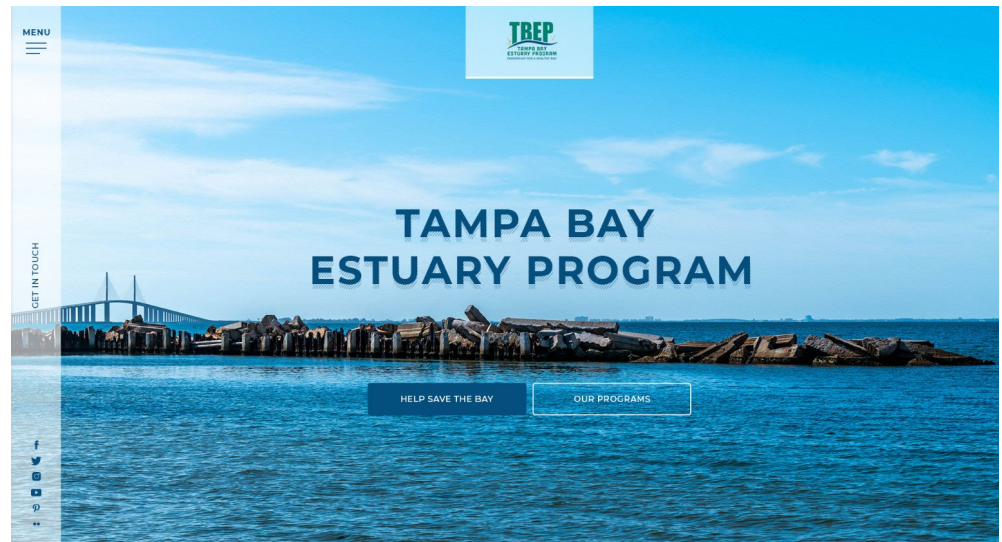 MENU
TBEP
TAMPA BAY
ESTUARY PROGRAM
TAMPA BAY
ESTUARY PROGRAM
GET IN TOUCH
HELP SAVE THE BAY
OUR PROGRAMS